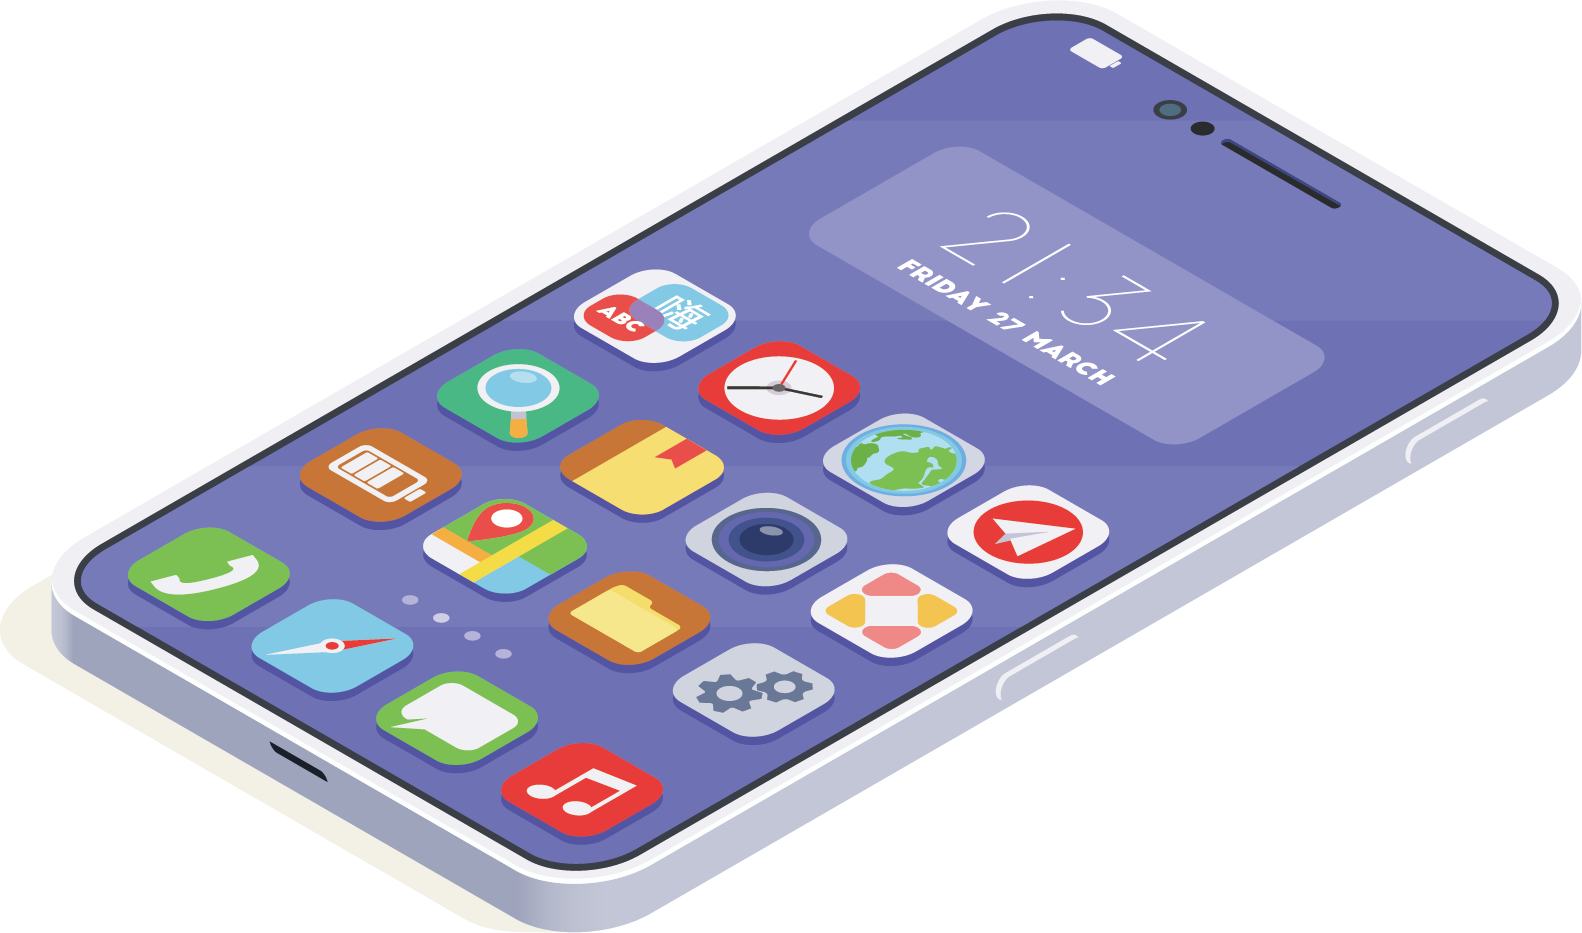 21:34
FRIDAY 27 MARCH
ABC
嗨